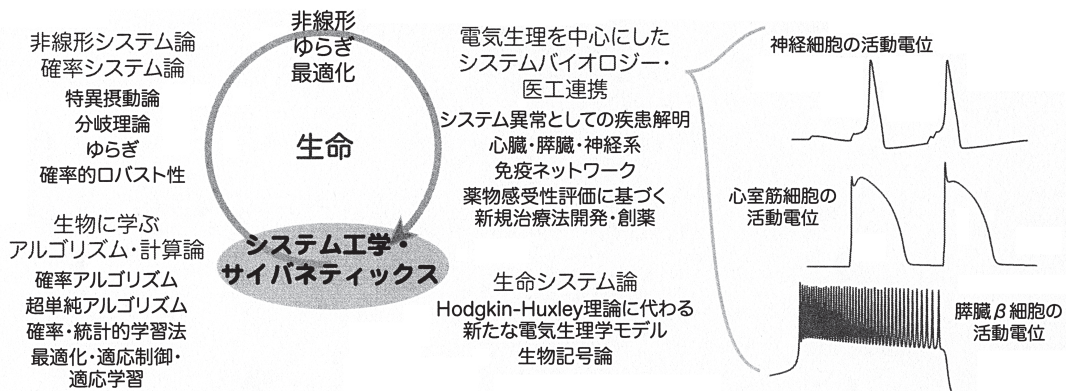 非線形
ゆらぎ
最適化
生命
システム工学・
サイバネティックス
非線形システム論
確率システム論
特異摂動論
分岐理論
ゆらぎ
確率的ロバスト性
生物に学ぶ
アルゴリズム・計算論
確率アルゴリズム
超単純アルゴリズム
確率・統計的学習法
最適化・適応制御・
適応学習
電気生理を中心にした
システムバイオロジー・
医工連携
システム異常としての疾患解明
心臓・膵臓・神経系
免疫ネットワーク
薬物感受性評価に基づく
新規治療法開発・創薬
生命システム論
Hodgkin-Huxley理論に代わる
新たな電気生理学モデル
生物記号論
神経細胞の活動電位
心室筋細胞の
活動電位
膵臓β細胞の
活動電位